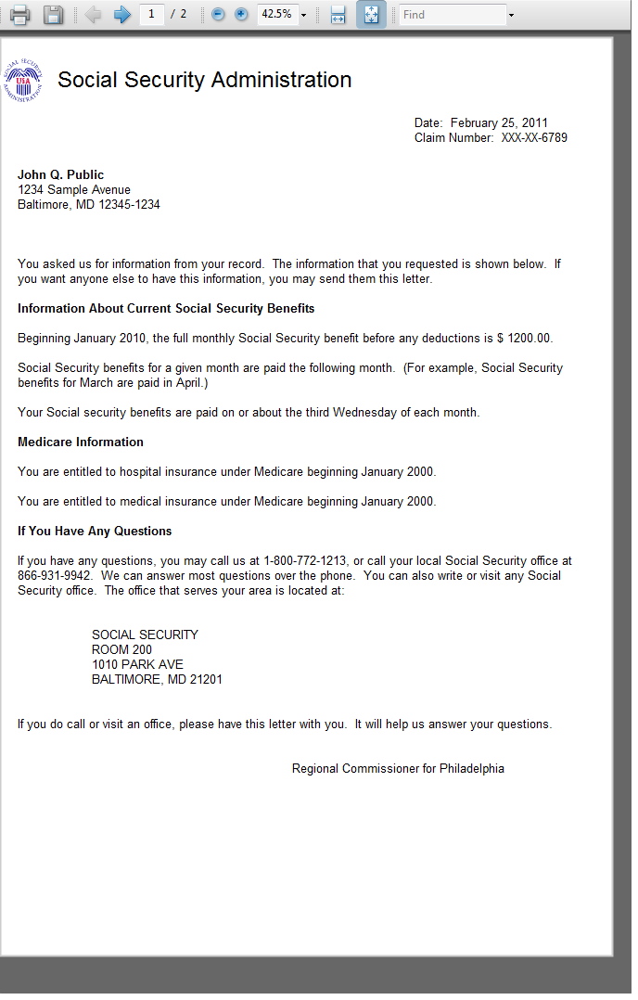 1 / 2 42.5% Find
SOCIAL SECURITY
USA
ADMINISTRATION
Social Security Administration
Date: February 25, 2011
Claim Number: XXX-XX-6789
John Q. Public
1234 Sample Avenue
Baltimore, MD 12345-1234
You asked us for information from your record. The information that you requested is shown below. If
you want anyone else to have this information, you may send them this letter.
Information About Current Social Security Benefits
Beginning January 2010, the full monthly Social Security benefit before any deductions is $ 1200.00.
Social Security benefits for a given month are paid the following month. (For example, Social Security
benefits for March are paid in April.)
Your Social security benefits are paid on or about the third Wednesday of each month.
Medicare Information
You are entitled to hospital insurance under Medicare beginning January 2000.
You are entitled to medical insurance under Medicare beginning January 2000.
If You Have Any Questions
If you have any questions, you may call us at 1-800-772-1213, or call your local Social Security office at
866-931-9942. We can answer most questions over the phone. You can also write or visit any Social
Security office. The office that serves your area is located at:
SOCIAL SECURITY
ROOM 200
1010 PARK AVE
BALTIMORE, MD 21201
If you do call or visit an office, please have this letter with you. It will help us answer your questions.
Regional Commissioner for Philadelphia